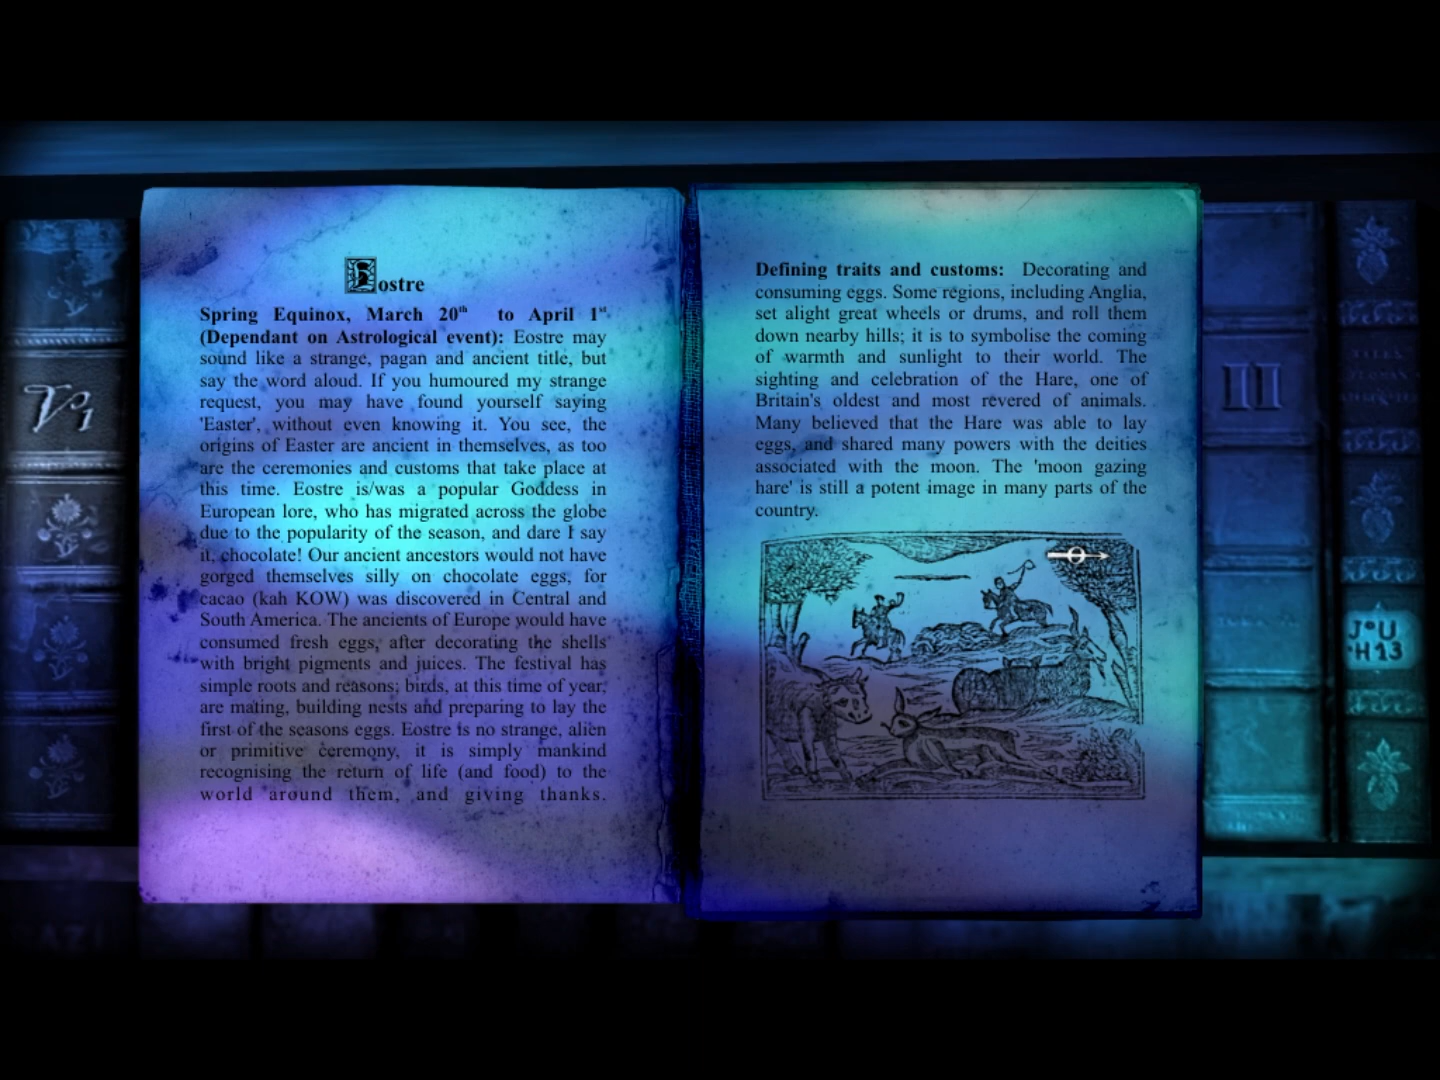 Eostre
Spring Equinox, March 20th to April 1st
(Dependant on Astrological event): Eostre may
sound like a strange, pagan and ancient title, but
say the word aloud. If you humoured my strange
request, you may have found yourself saying
'Easter', without even knowing it. You see, the
origins of Easter are ancient in themselves, as too
are the ceremonies and customs that take place at
this time. Eostre is/was a popular Goddess in
European lore, who has migrated across the globe
due to the popularity of the season, and dare I say
it, chocolate! Our ancient ancestors would not have
gorged themselves silly on chocolate eggs, for
cacao (kah KOW) was discovered in Central and
South America. The ancients of Europe would have
consumed fresh eggs, after decorating the shells
with bright pigments and juices. The festival has
simple roots and reasons; birds, at this time of year,
are mating, building nests and preparing to lay the
first of the seasons eggs. Eostre is no strange, alien
or primitive ceremony, it is simply mankind
recognising the return of life (and food) to the
world around them, and giving thanks.
Defining traits and customs: Decorating and
consuming eggs. Some regions, including Anglia,
set alight great wheels or drums, and roll them
down nearby hills; it is to symbolise the coming
of warmth and sunlight to their world. The
sighting and celebration of the Hare, one of
Britain's oldest and most revered of animals.
Many believed that the Hare was able to lay
eggs, and shared many powers with the deities
associated with the moon. The 'moon gazing
hare' is still a potent image in many parts of the
country.
V1
II
J•U
•H13